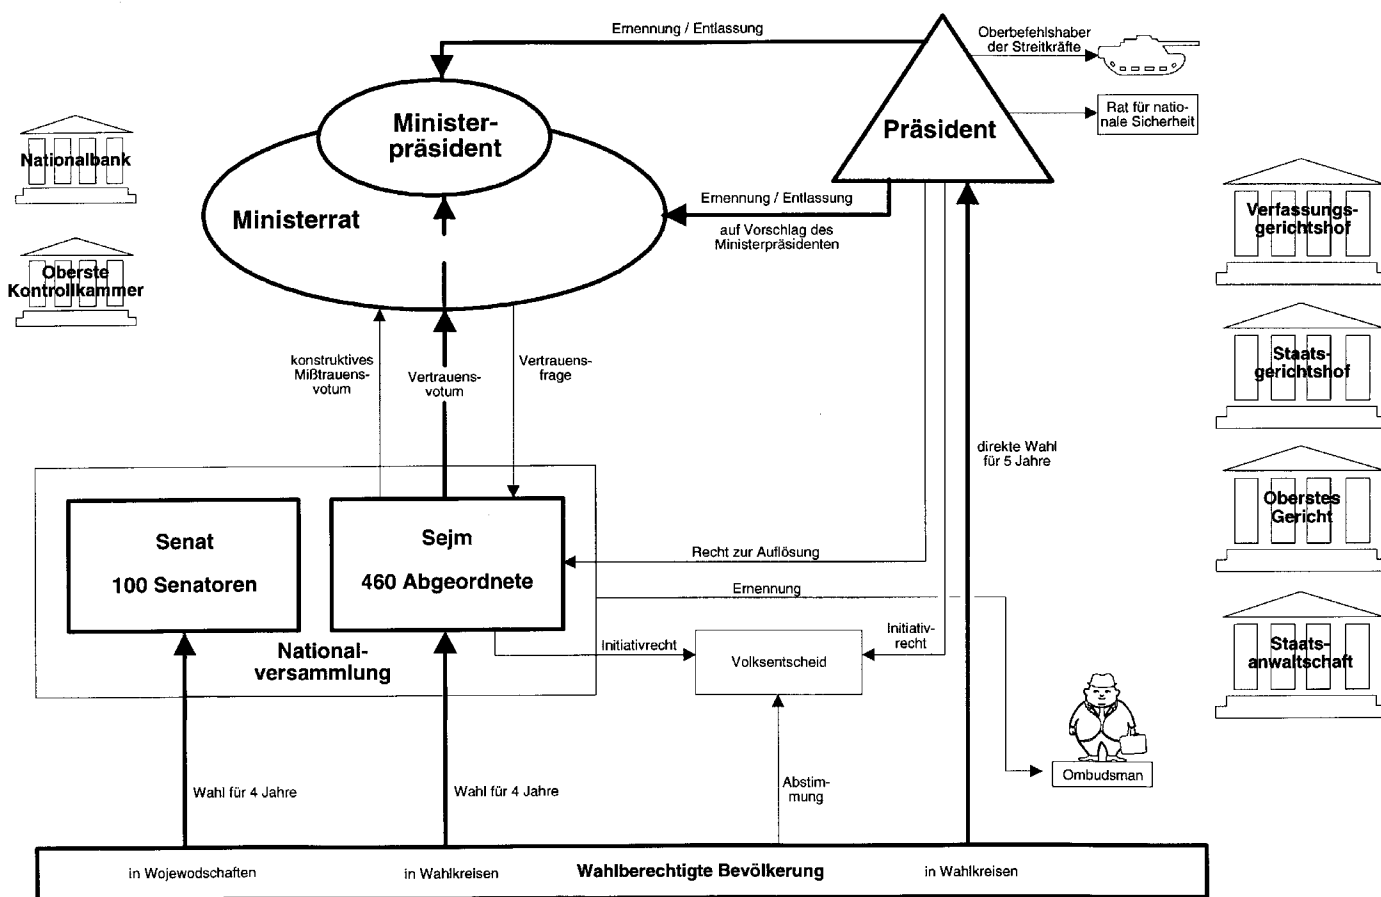 Ernennung / Entlassung
Oberbefehlshaber
der Streitkräfte
Rat für natio-
nale Sicherheit
Minister-
präsident
Präsident
Nationalbank
Ministerrat
Ernennung / Entlassung
auf Vorschlag des
Ministerpräsidenten
Verfassungs-
gerichtshof
Oberste
Kontrollkammer
Staats-
gerichtshof
konstruktives
Mißtrauens-
votum
Vertrauens-
votum
Vertrauens-
frage
direkte Wahl
für 5 Jahre
Oberstes
Gericht
Senat
100 Senatoren
Sejm
460 Abgeordnete
Recht zur Auflösung
Ernennung
National-
versammlung
Initiativrecht
Volksentscheid
Initiativ-
recht
Staats-
anwaltschaft
Ombudsman
Wahl für 4 Jahre
Wahl für 4 Jahre
Abstim-
mung
in Wojewodschaften
in Wahlkreisen
Wahlberechtigte Bevölkerung
in Wahlkreisen